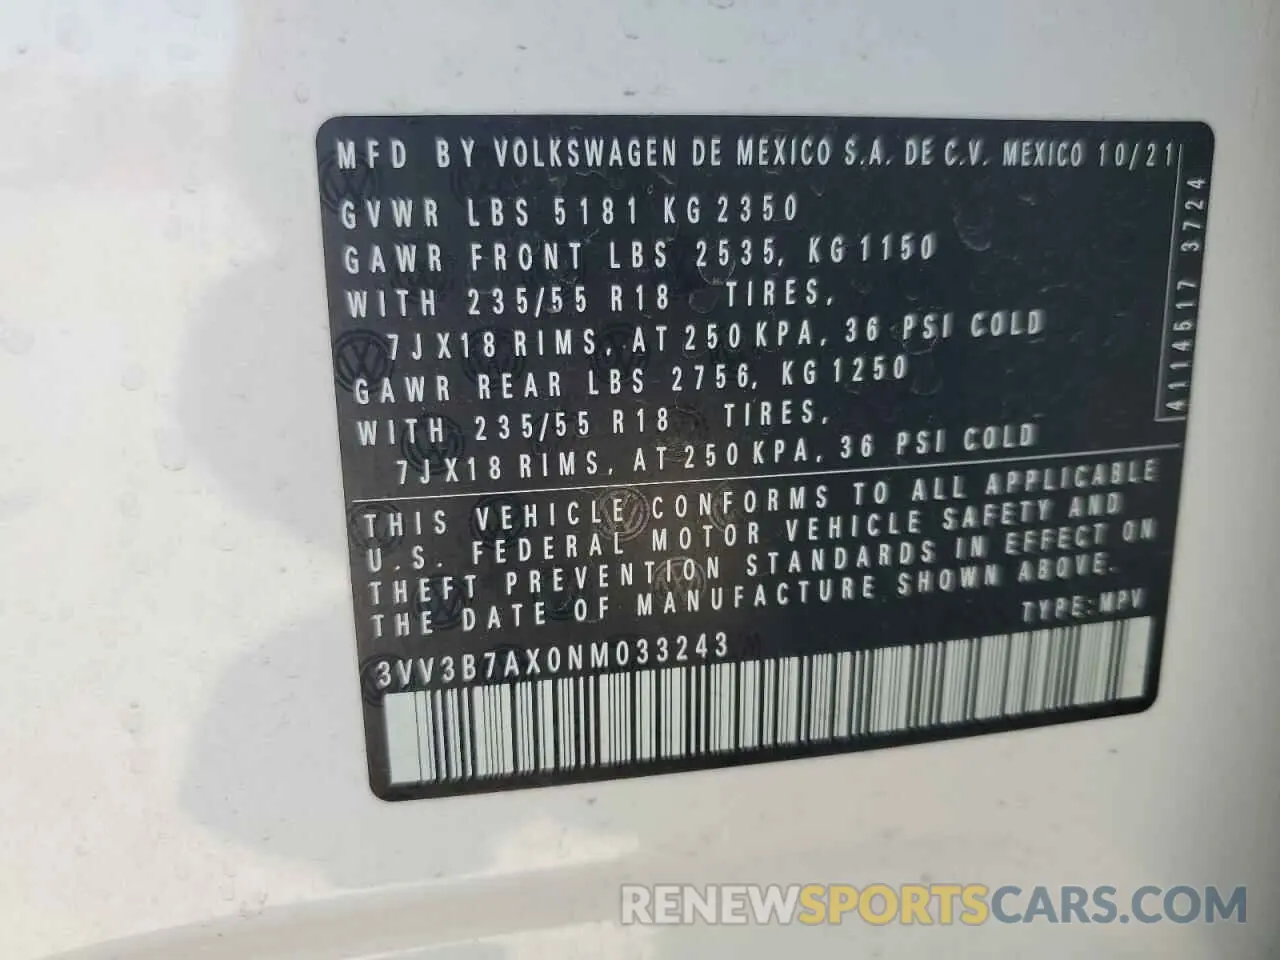 MFD BY VOLKSWAGEN DE MEXICO S.A. DE C.V. MEXICO 10/21
GVWR LBS 5181 KG 2350
GAWR FRONT LBS 2535, KG 1150
WITH 235/55 R18 TIRES,
7JX18 RIMS, AT 250 KPA, 36 PSI COLD
GAWR REAR LBS 2756, KG 1250
WITH 235/55 R18 TIRES,
7JX18 RIMS, AT 250 KPA, 36 PSI COLD
4114517 3724
THIS VEHICLE CONFORMS TO ALL APPLICABLE
U.S. FEDERAL MOTOR VEHICLE SAFETY AND
THEFT PREVENTION STANDARDS IN EFFECT ON
THE DATE OF MANUFACTURE SHOWN ABOVE.
TYPE: MPV
3VV3B7AX0NM033243
RENEWSPORTSCARS.COM